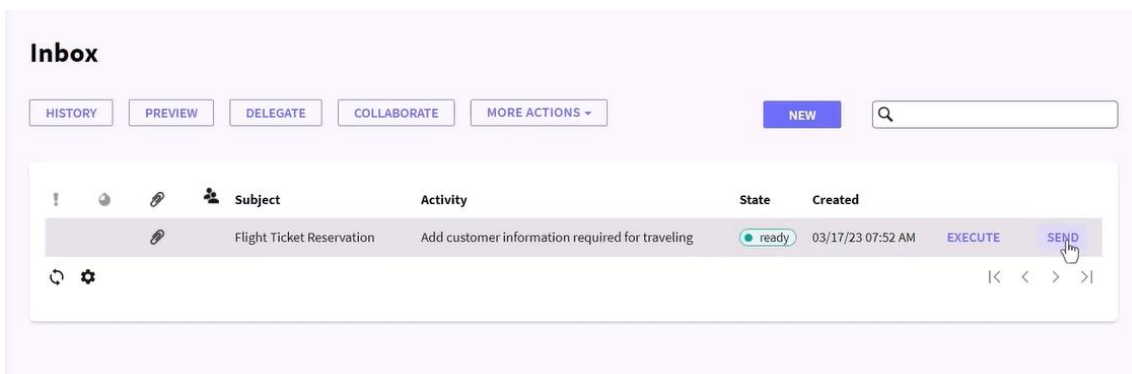 Inbox
HISTORY PREVIEW DELEGATE COLLABORATE MORE ACTIONS NEW
Subject Activity State Created
Flight Ticket Reservation Add customer information required for traveling ready 03/17/23 07:52 AM EXECUTE SEND